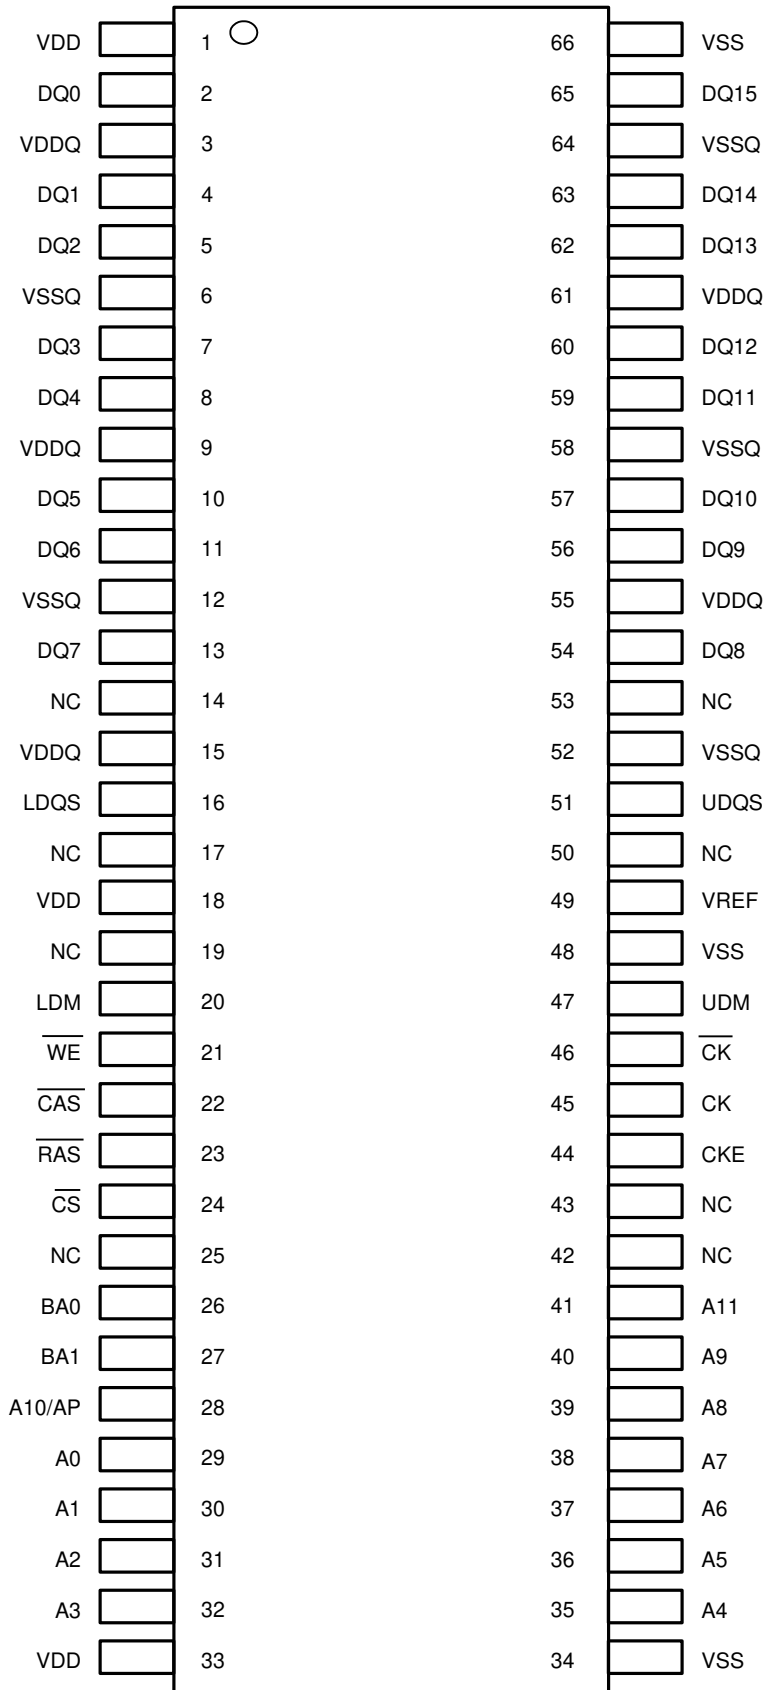 VDD 1 66 VSS
DQ0 2 65 DQ15
VDDQ 3 64 VSSQ
DQ1 4 63 DQ14
DQ2 5 62 DQ13
VSSQ 6 61 VDDQ
DQ3 7 60 DQ12
DQ4 8 59 DQ11
VDDQ 9 58 VSSQ
DQ5 10 57 DQ10
DQ6 11 56 DQ9
VSSQ 12 55 VDDQ
DQ7 13 54 DQ8
NC 14 53 NC
VDDQ 15 52 VSSQ
LDQS 16 51 UDQS
NC 17 50 NC
VDD 18 49 VREF
NC 19 48 VSS
LDM 20 47 UDM
W̅E̅ 21 46 C̅K̅
C̅A̅S̅ 22 45 CK
R̅A̅S̅ 23 44 CKE
C̅S̅ 24 43 NC
NC 25 42 NC
BA0 26 41 A11
BA1 27 40 A9
A10/AP 28 39 A8
A0 29 38 A7
A1 30 37 A6
A2 31 36 A5
A3 32 35 A4
VDD 33 34 VSS